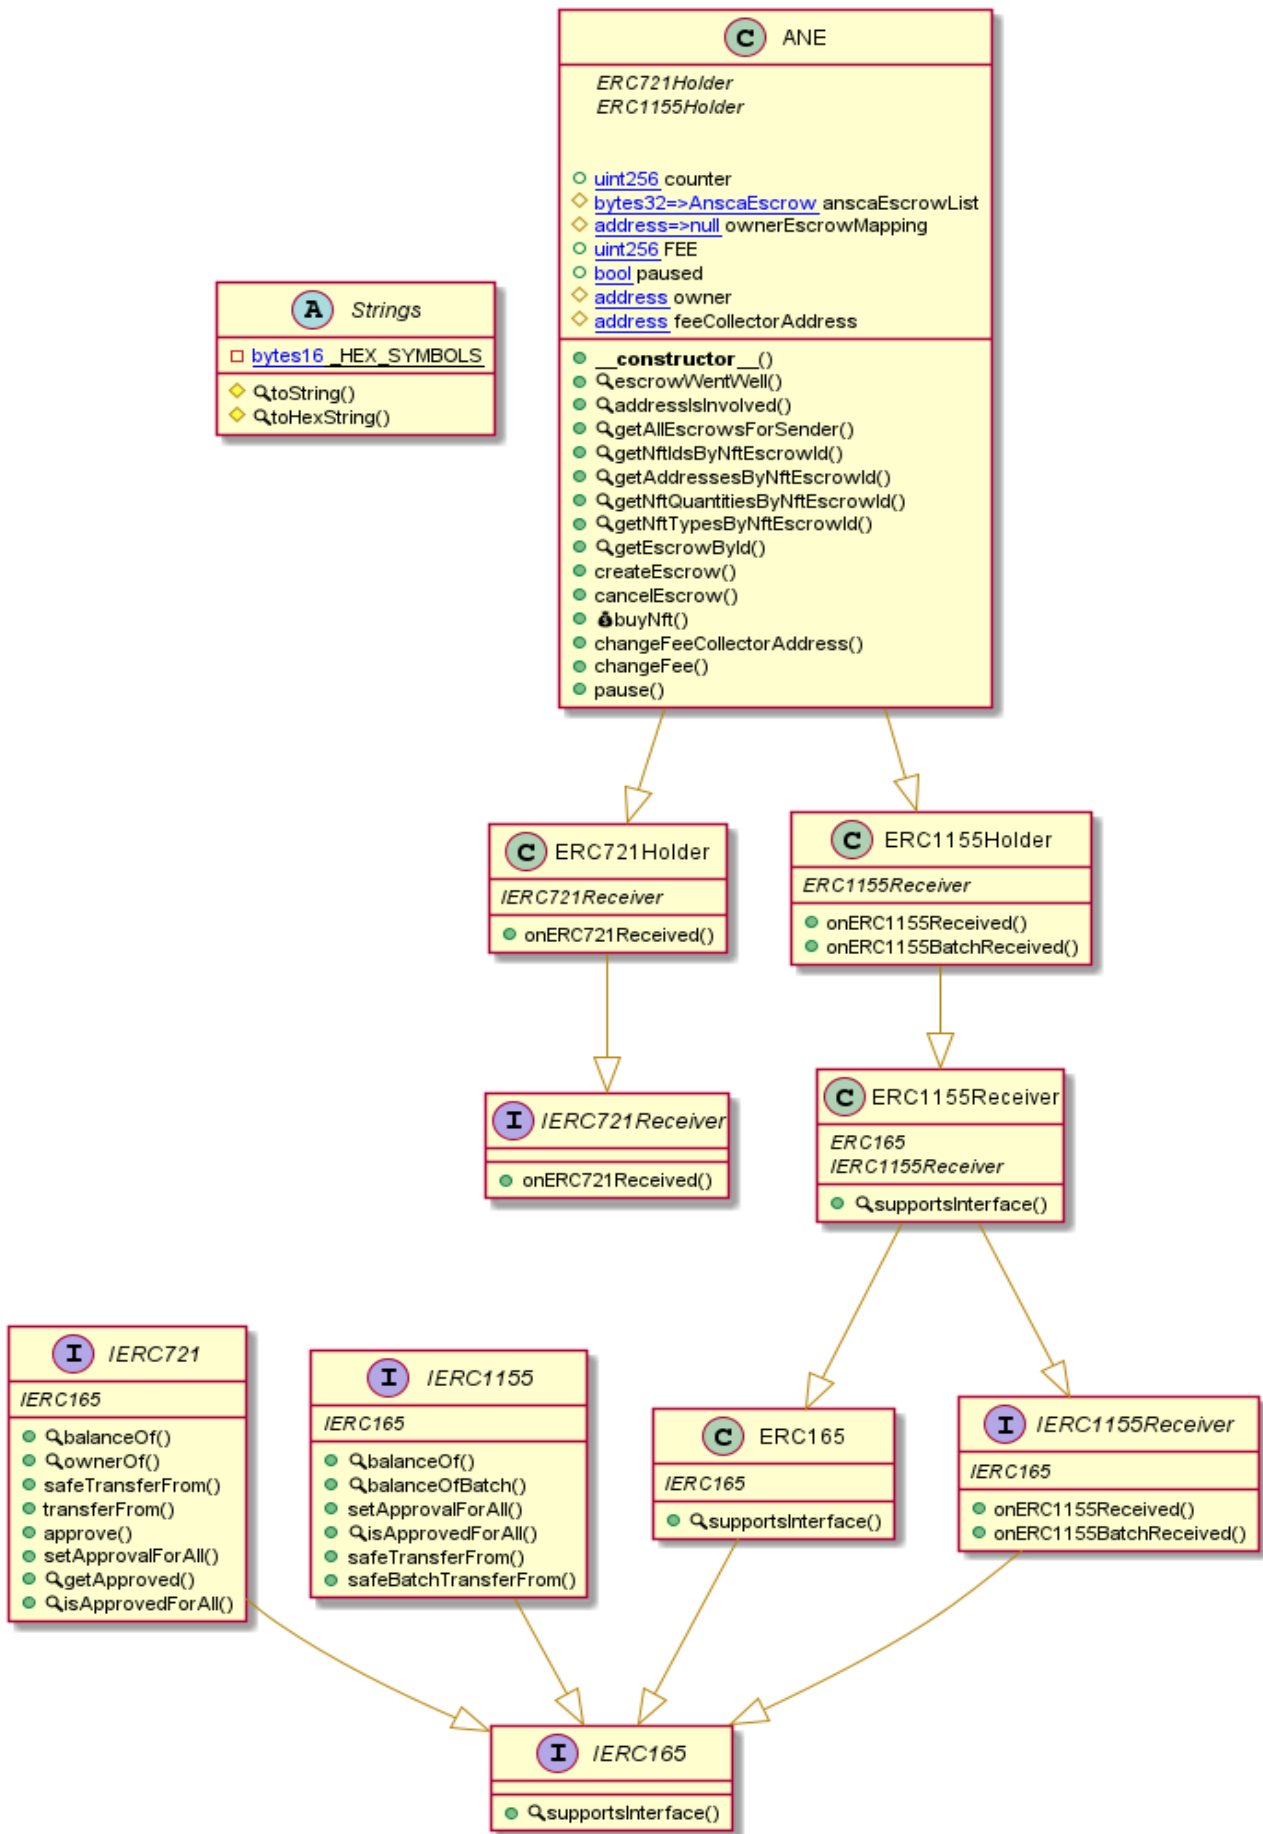 C ANE
ERC721Holder
ERC1155Holder
uint256 counter
bytes32=>AnscaEscrow anscaEscrowList
address=>null ownerEscrowMapping
uint256 FEE
bool paused
address owner
address feeCollectorAddress
__constructor__()
escrowWentWell()
addressIsInvolved()
getAllEscrowsForSender()
getNftIdsByNftEscrowId()
getAddressesByNftEscrowId()
getNftQuantitiesByNftEscrowId()
getNftTypesByNftEscrowId()
getEscrowById()
createEscrow()
cancelEscrow()
buyNft()
changeFeeCollectorAddress()
changeFee()
pause()
A Strings
bytes16 _HEX_SYMBOLS
toString()
toHexString()
C ERC721Holder
IERC721Receiver
onERC721Received()
C ERC1155Holder
ERC1155Receiver
onERC1155Received()
onERC1155BatchReceived()
I IERC721Receiver
onERC721Received()
C ERC1155Receiver
ERC165
IERC1155Receiver
supportsInterface()
I IERC721
IERC165
balanceOf()
ownerOf()
safeTransferFrom()
transferFrom()
approve()
setApprovalForAll()
getApproved()
isApprovedForAll()
I IERC1155
IERC165
balanceOf()
balanceOfBatch()
setApprovalForAll()
isApprovedForAll()
safeTransferFrom()
safeBatchTransferFrom()
C ERC165
IERC165
supportsInterface()
I IERC1155Receiver
IERC165
onERC1155Received()
onERC1155BatchReceived()
I IERC165
supportsInterface()